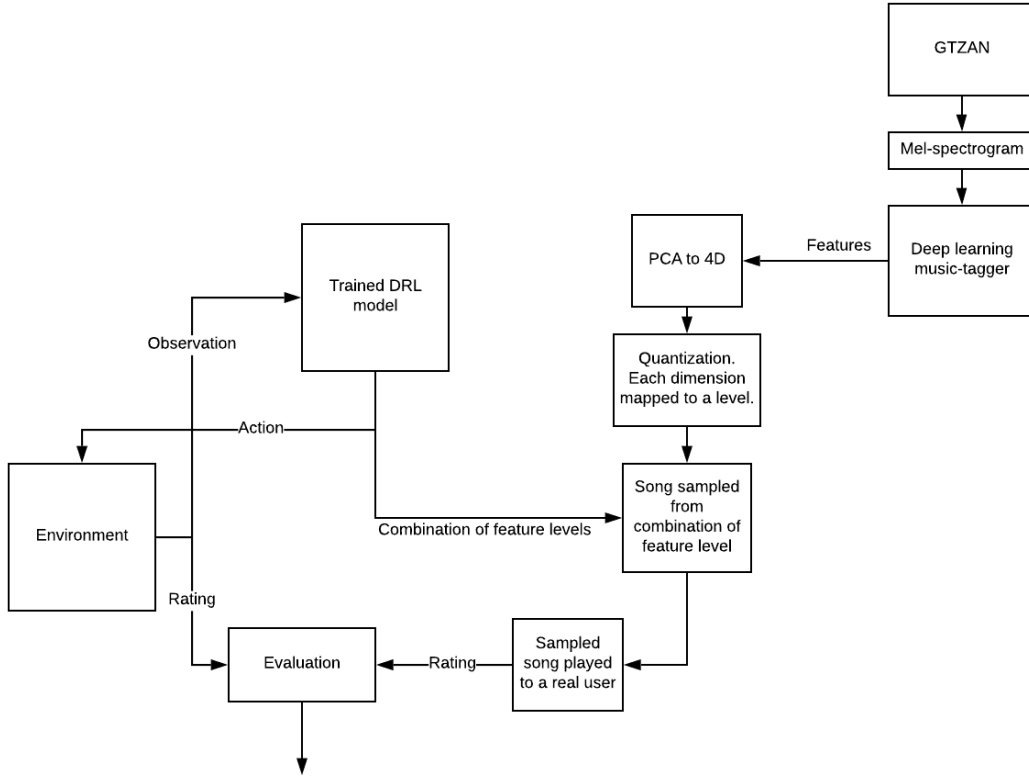 GTZAN
Mel-spectrogram
Deep learning
music-tagger
Features
PCA to 4D
Trained DRL
model
Observation
Quantization.
Each dimension
mapped to a level.
Action
Song sampled
from
combination of
feature level
Combination of feature levels
Environment
Rating
Evaluation
Rating
Sampled
song played
to a real user